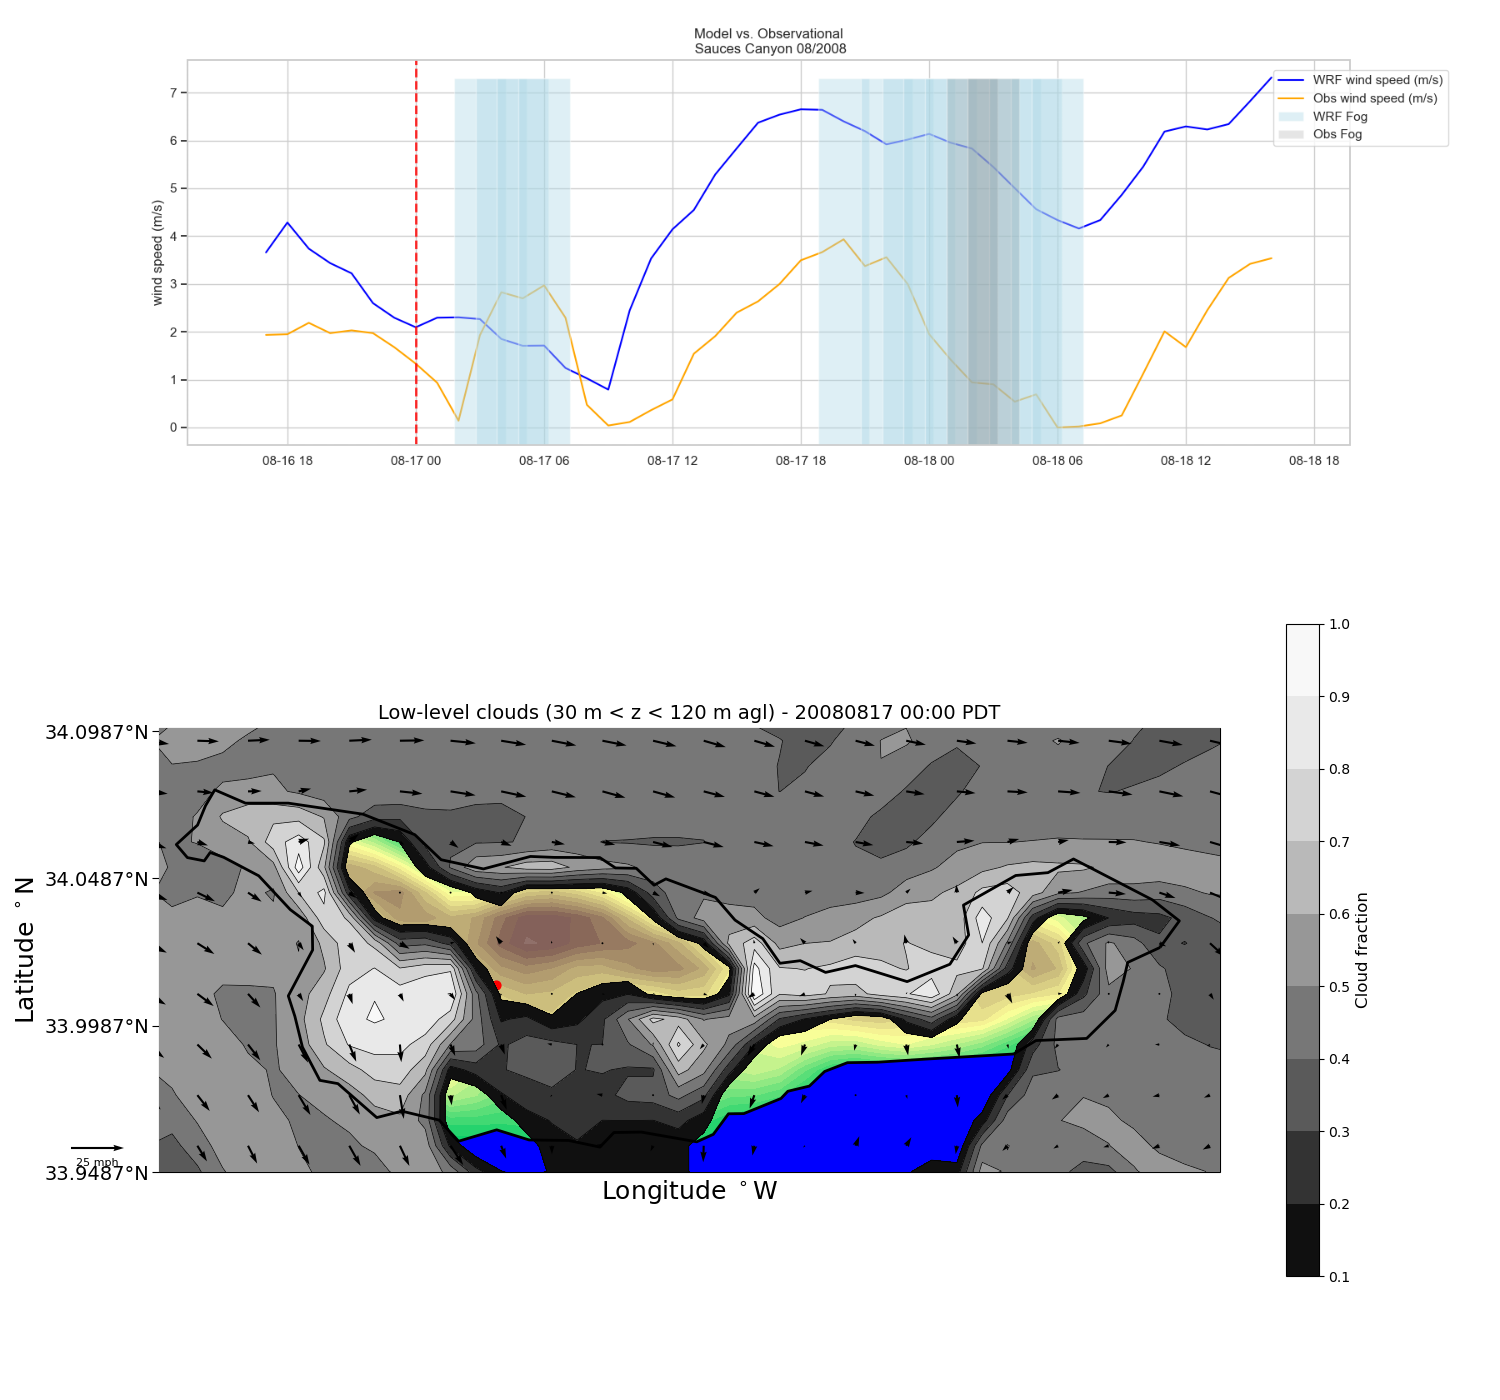 Model vs. Observational
Sauces Canyon 08/2008
wind speed (m/s)
7
6
5
4
3
2
1
0
WRF wind speed (m/s)
Obs wind speed (m/s)
WRF Fog
Obs Fog
08-16 18
08-17 00
08-17 06
08-17 12
08-17 18
08-18 00
08-18 06
08-18 12
08-18 18
Low-level clouds (30 m < z < 120 m agl) - 20080817 00:00 PDT
Latitude °N
34.0987°N
34.0487°N
33.9987°N
33.9487°N
25 mph
Longitude °W
1.0
0.9
0.8
0.7
0.6
0.5
0.4
0.3
0.2
0.1
Cloud fraction